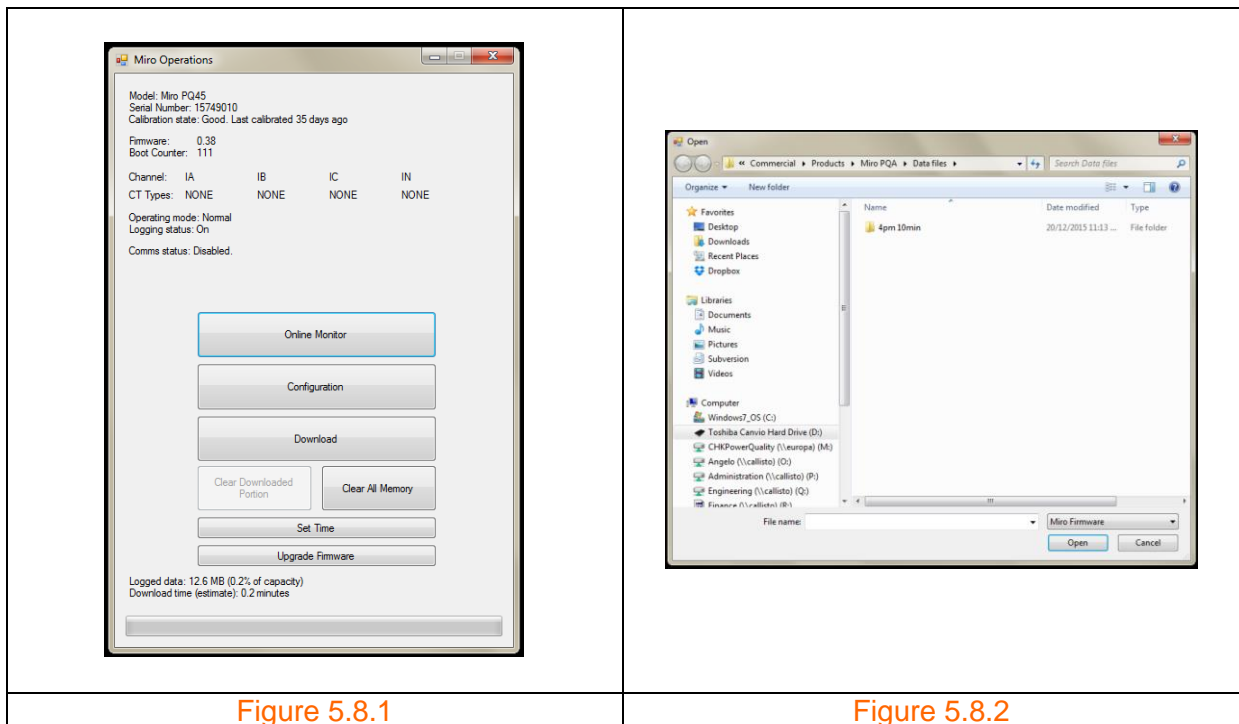 Miro Operations
Model: Miro PQ45
Serial Number: 15749010
Calibration state: Good. Last calibrated 35 days ago
Firmware: 0.38
Boot Counter: 111
Channel: IA IB IC IN
CT Types: NONE NONE NONE NONE
Operating mode: Normal
Logging status: On
Comms status: Disabled.
Online Monitor
Configuration
Download
Clear Downloaded
Portion
Clear All Memory
Set Time
Upgrade Firmware
Logged data: 12.6 MB (0.2% of capacity)
Download time (estimate): 0.2 minutes
Figure 5.8.1
Open
« Commercial ▸ Products ▸ Miro PQA ▸ Data files ▸
Search Data files
Organize ▾ New folder
Name Date modified Type
4pm 10min 20/12/2015 11:13 ... File folder
Favorites
Desktop
Downloads
Recent Places
Dropbox
Libraries
Documents
Music
Pictures
Subversion
Videos
Computer
Windows7_OS (C:)
Toshiba Canvio Hard Drive (D:)
CHKPowerQuality (\\europa) (M:)
Angelo (\\callisto) (O:)
Administration (\\callisto) (P:)
Engineering (\\callisto) (Q:)
Finance (\\callisto) (R:)
File name:
Miro Firmware
Open Cancel
Figure 5.8.2